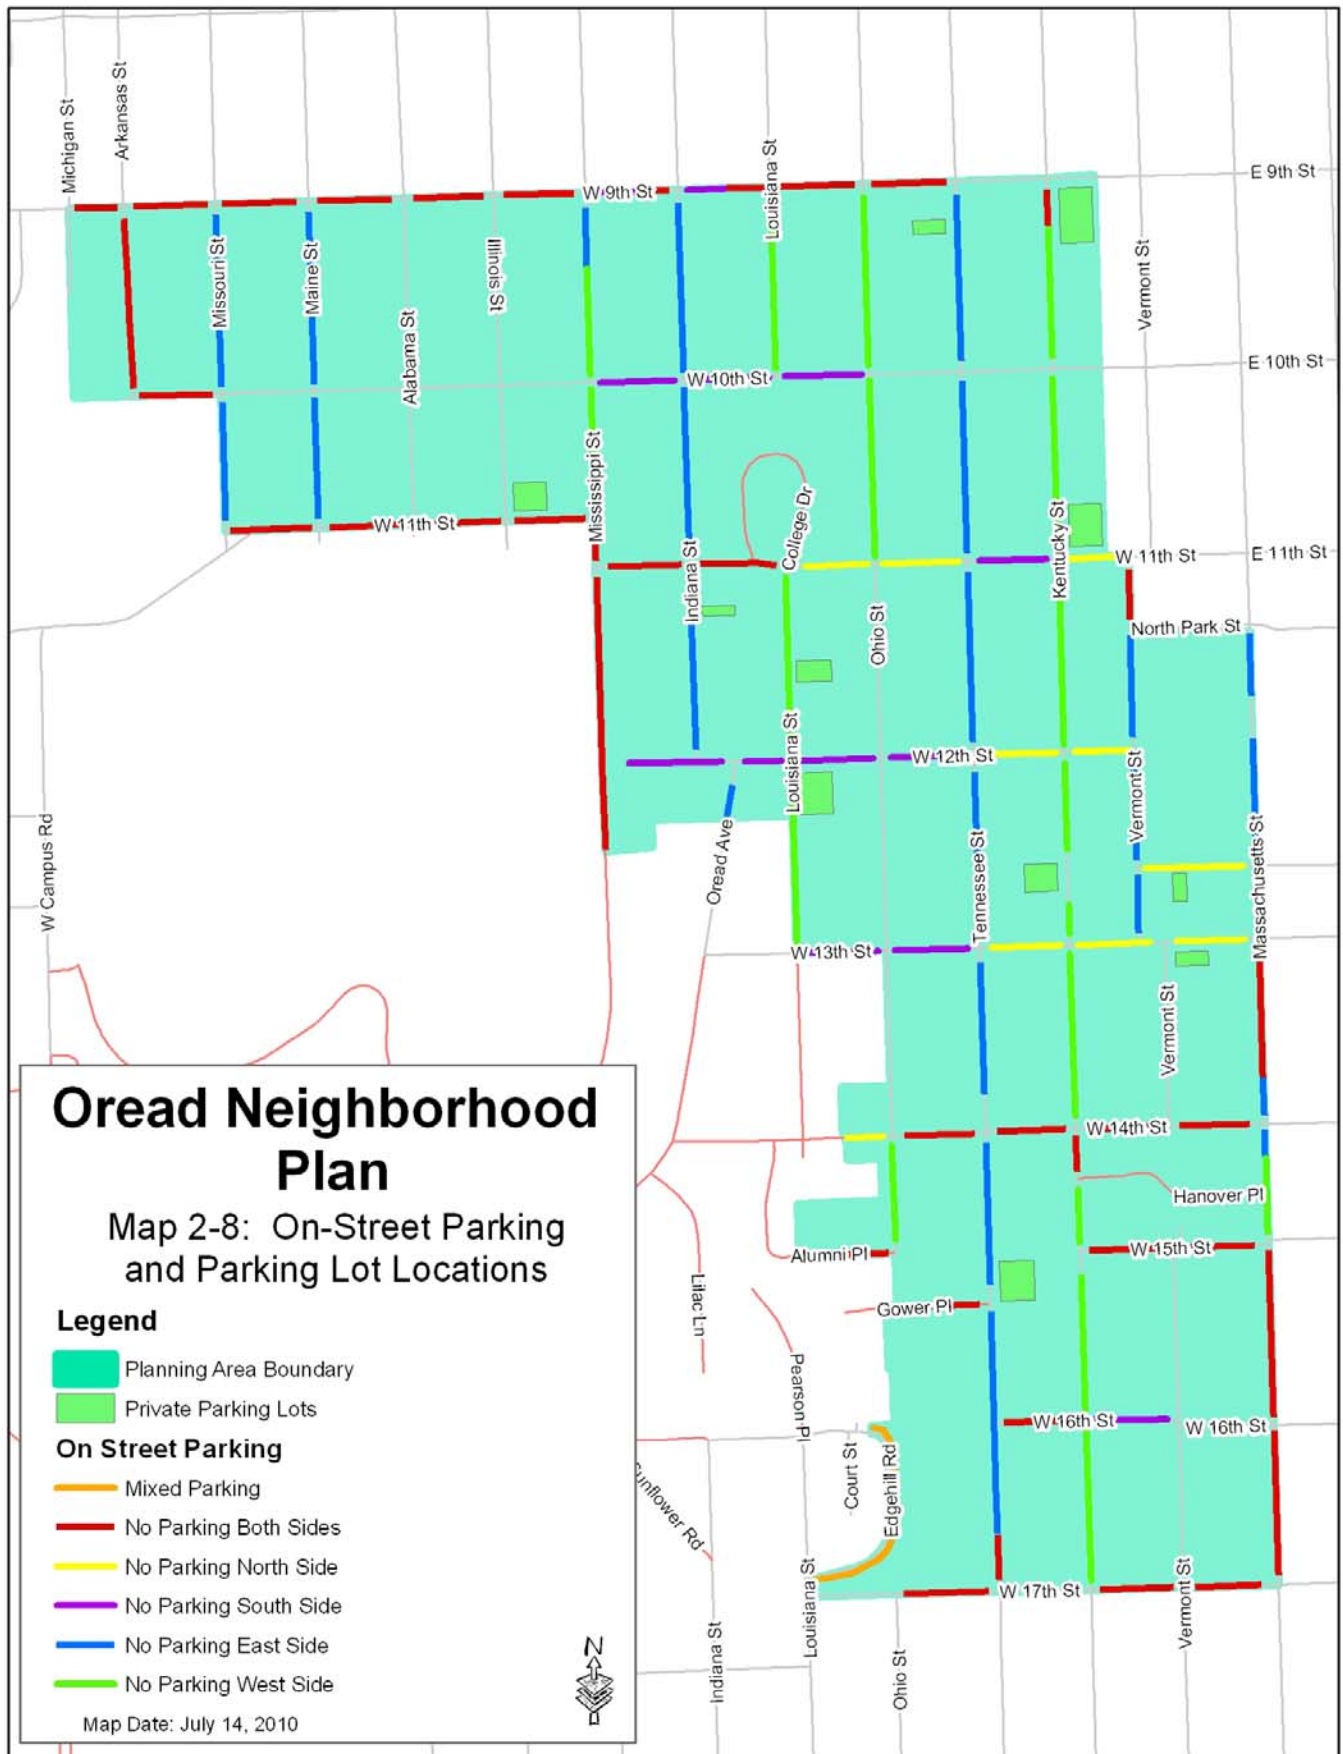 Michigan St
Arkansas St
Louisiana St
E 9th St
W 9th St
Missouri St
Maine St
Illinois St
Vermont St
Alabama St
E 10th St
W 10th St
Mississippi St
College Dr
Kentucky St
W 11th St
Indiana St
W 11th St
E 11th St
Ohio St
North Park St
Louisiana St
W 12th St
Vermont St
W Campus Rd
Oread Ave
Tennessee St
Massachusetts St
W 13th St
Vermont St
W 14th St
Hanover Pl
Alumni Pl
W 15th St
Lilac Ln
Gower Pl
Pearson Pl
W 16th St
W 16th St
Court St
Edgehill Rd
Sunflower Rd
Louisiana St
W 17th St
Vermont St
Indiana St
Ohio St
Oread Neighborhood
Plan
Map 2-8: On-Street Parking
and Parking Lot Locations
Legend
Planning Area Boundary
Private Parking Lots
On Street Parking
Mixed Parking
No Parking Both Sides
No Parking North Side
No Parking South Side
No Parking East Side
No Parking West Side
N
Map Date: July 14, 2010